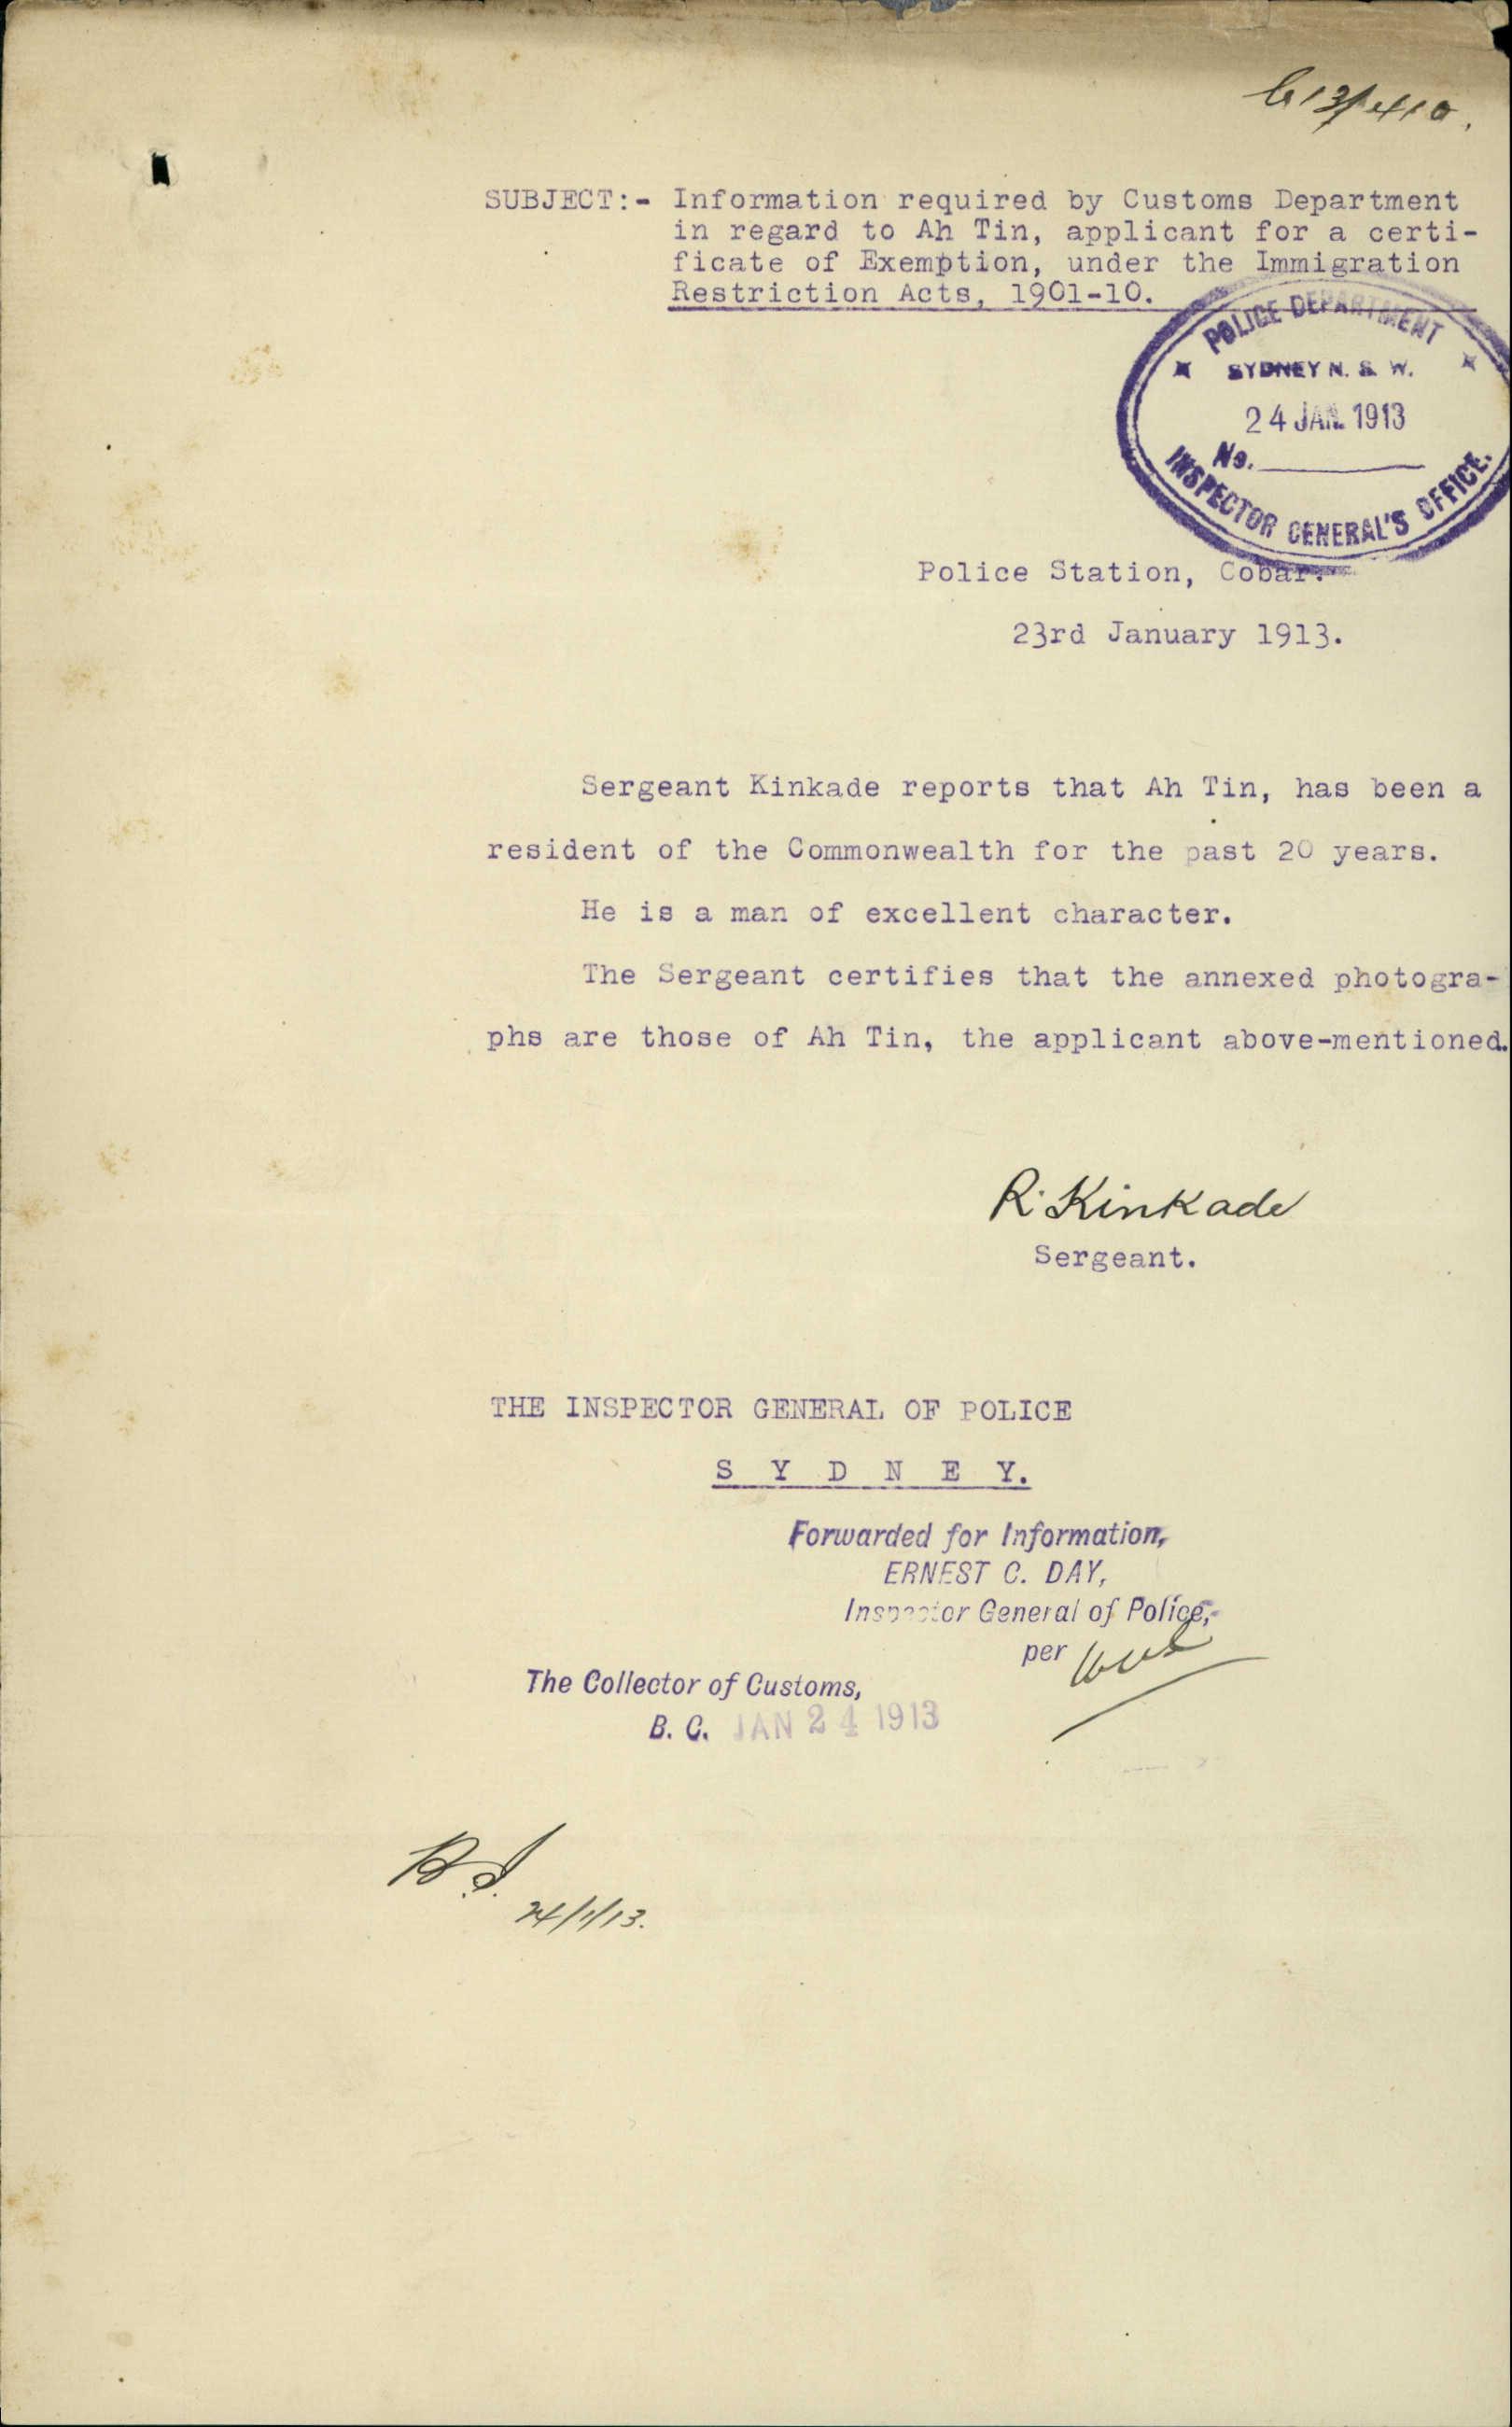 C13/410.
SUBJECT:- Information required by Customs Department
in regard to Ah Tin, applicant for a certi-
ficate of Exemption, under the Immigration
Restriction Acts, 1901-10.
POLICE DEPARTMENT
SYDNEY N. S. W.
24 JAN. 1913
No.
INSPECTOR GENERAL'S OFFICE.
Police Station, Cobar.
23rd January 1913.
Sergeant Kinkade reports that Ah Tin, has been a
resident of the Commonwealth for the past 20 years.
He is a man of excellent character.
The Sergeant certifies that the annexed photogra-
phs are those of Ah Tin, the applicant above-mentioned.
R. Kinkade
Sergeant.
THE INSPECTOR GENERAL OF POLICE
S Y D N E Y.
Forwarded for Information,
ERNEST C. DAY,
Inspector General of Police,
per
The Collector of Customs,
B. C. JAN 24 1913
24/1/13.